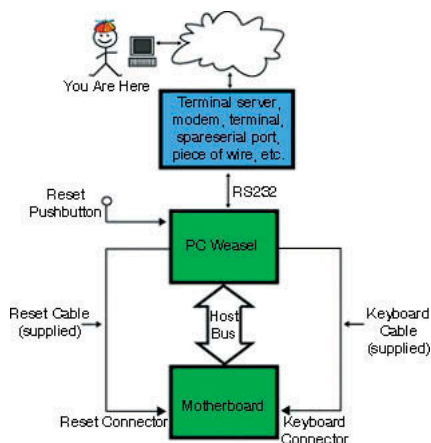 You Are Here
Terminal server,
modem, terminal,
spareserial port,
piece of wire, etc.
RS232
Reset
Pushbutton
PC Weasel
Reset Cable
(supplied)
Host
Bus
Keyboard
Cable
(supplied)
Motherboard
Reset Connector
Keyboard
Connector